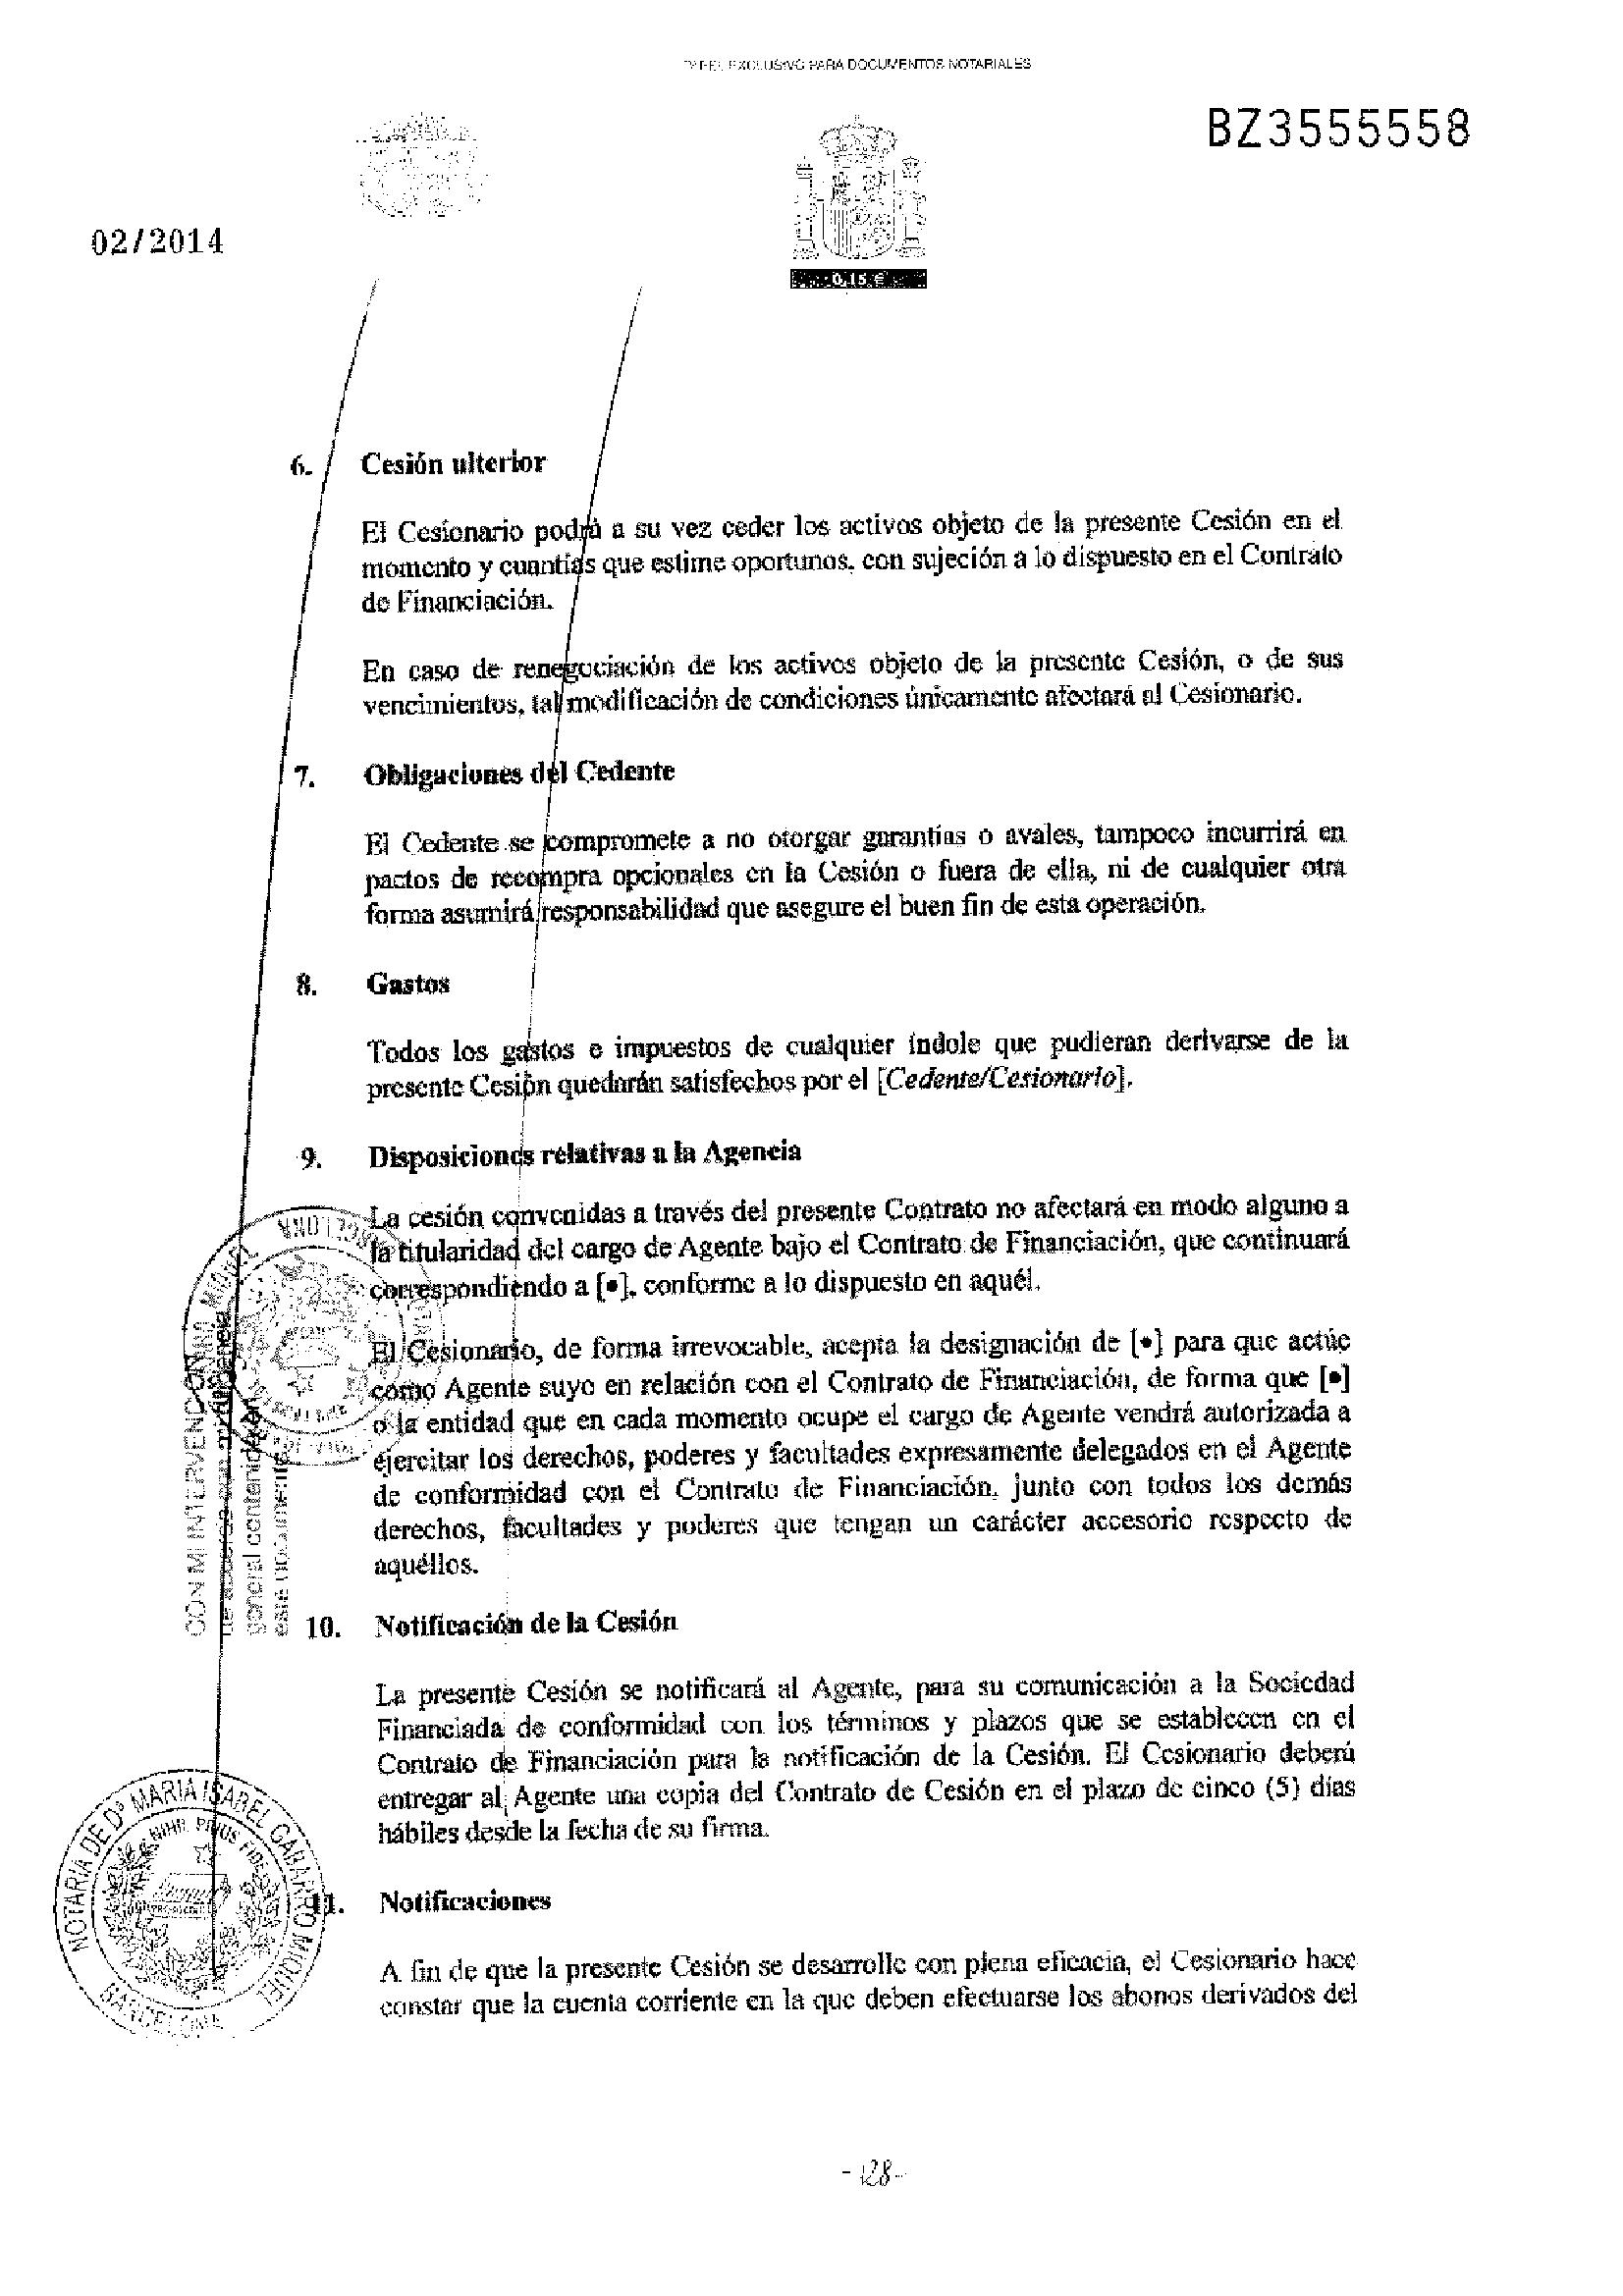 PAPEL EXCLUSIVO PARA DOCUMENTOS NOTARIALES
BZ3555558
02/2014
0,15 €
6. Cesión ulterior
El Cesionario podrá a su vez ceder los activos objeto de la presente Cesión en el
momento y cuantías que estime oportunos, con sujeción a lo dispuesto en el Contrato
de Financiación.
En caso de renegociación de los activos objeto de la presente Cesión, o de sus
vencimientos, tal modificación de condiciones únicamente afectará al Cesionario.
7. Obligaciones del Cedente
El Cedente se compromete a no otorgar garantías o avales, tampoco incurrirá en
pactos de recompra opcionales en la Cesión o fuera de ella, ni de cualquier otra
forma asumirá responsabilidad que asegure el buen fin de esta operación.
8. Gastos
Todos los gastos e impuestos de cualquier índole que pudieran derivarse de la
presente Cesión quedarán satisfechos por el [Cedente/Cesionario].
9. Disposiciones relativas a la Agencia
La cesión convenidas a través del presente Contrato no afectará en modo alguno a
la titularidad del cargo de Agente bajo el Contrato de Financiación, que continuará
correspondiendo a [•], conforme a lo dispuesto en aquél.
El Cesionario, de forma irrevocable, acepta la designación de [•] para que actúe
como Agente suyo en relación con el Contrato de Financiación, de forma que [•]
o la entidad que en cada momento ocupe el cargo de Agente vendrá autorizada a
ejercitar los derechos, poderes y facultades expresamente delegados en el Agente
de conformidad con el Contrato de Financiación, junto con todos los demás
derechos, facultades y poderes que tengan un carácter accesorio respecto de
aquéllos.
CON MI INTERVENCION
general contenido en
este documento
10. Notificación de la Cesión
La presente Cesión se notificará al Agente, para su comunicación a la Sociedad
Financiada de conformidad con los términos y plazos que se establecen en el
Contrato de Financiación para la notificación de la Cesión. El Cesionario deberá
entregar al Agente una copia del Contrato de Cesión en el plazo de cinco (5) días
hábiles desde la fecha de su firma.
NOTARIA DE Dª MARIA ISABEL GABARRO MIQUEL
BARCELONA
NIHIL PRIUS FIDE
11. Notificaciones
A fin de que la presente Cesión se desarrolle con plena eficacia, el Cesionario hace
constar que la cuenta corriente en la que deben efectuarse los abonos derivados del
-128-